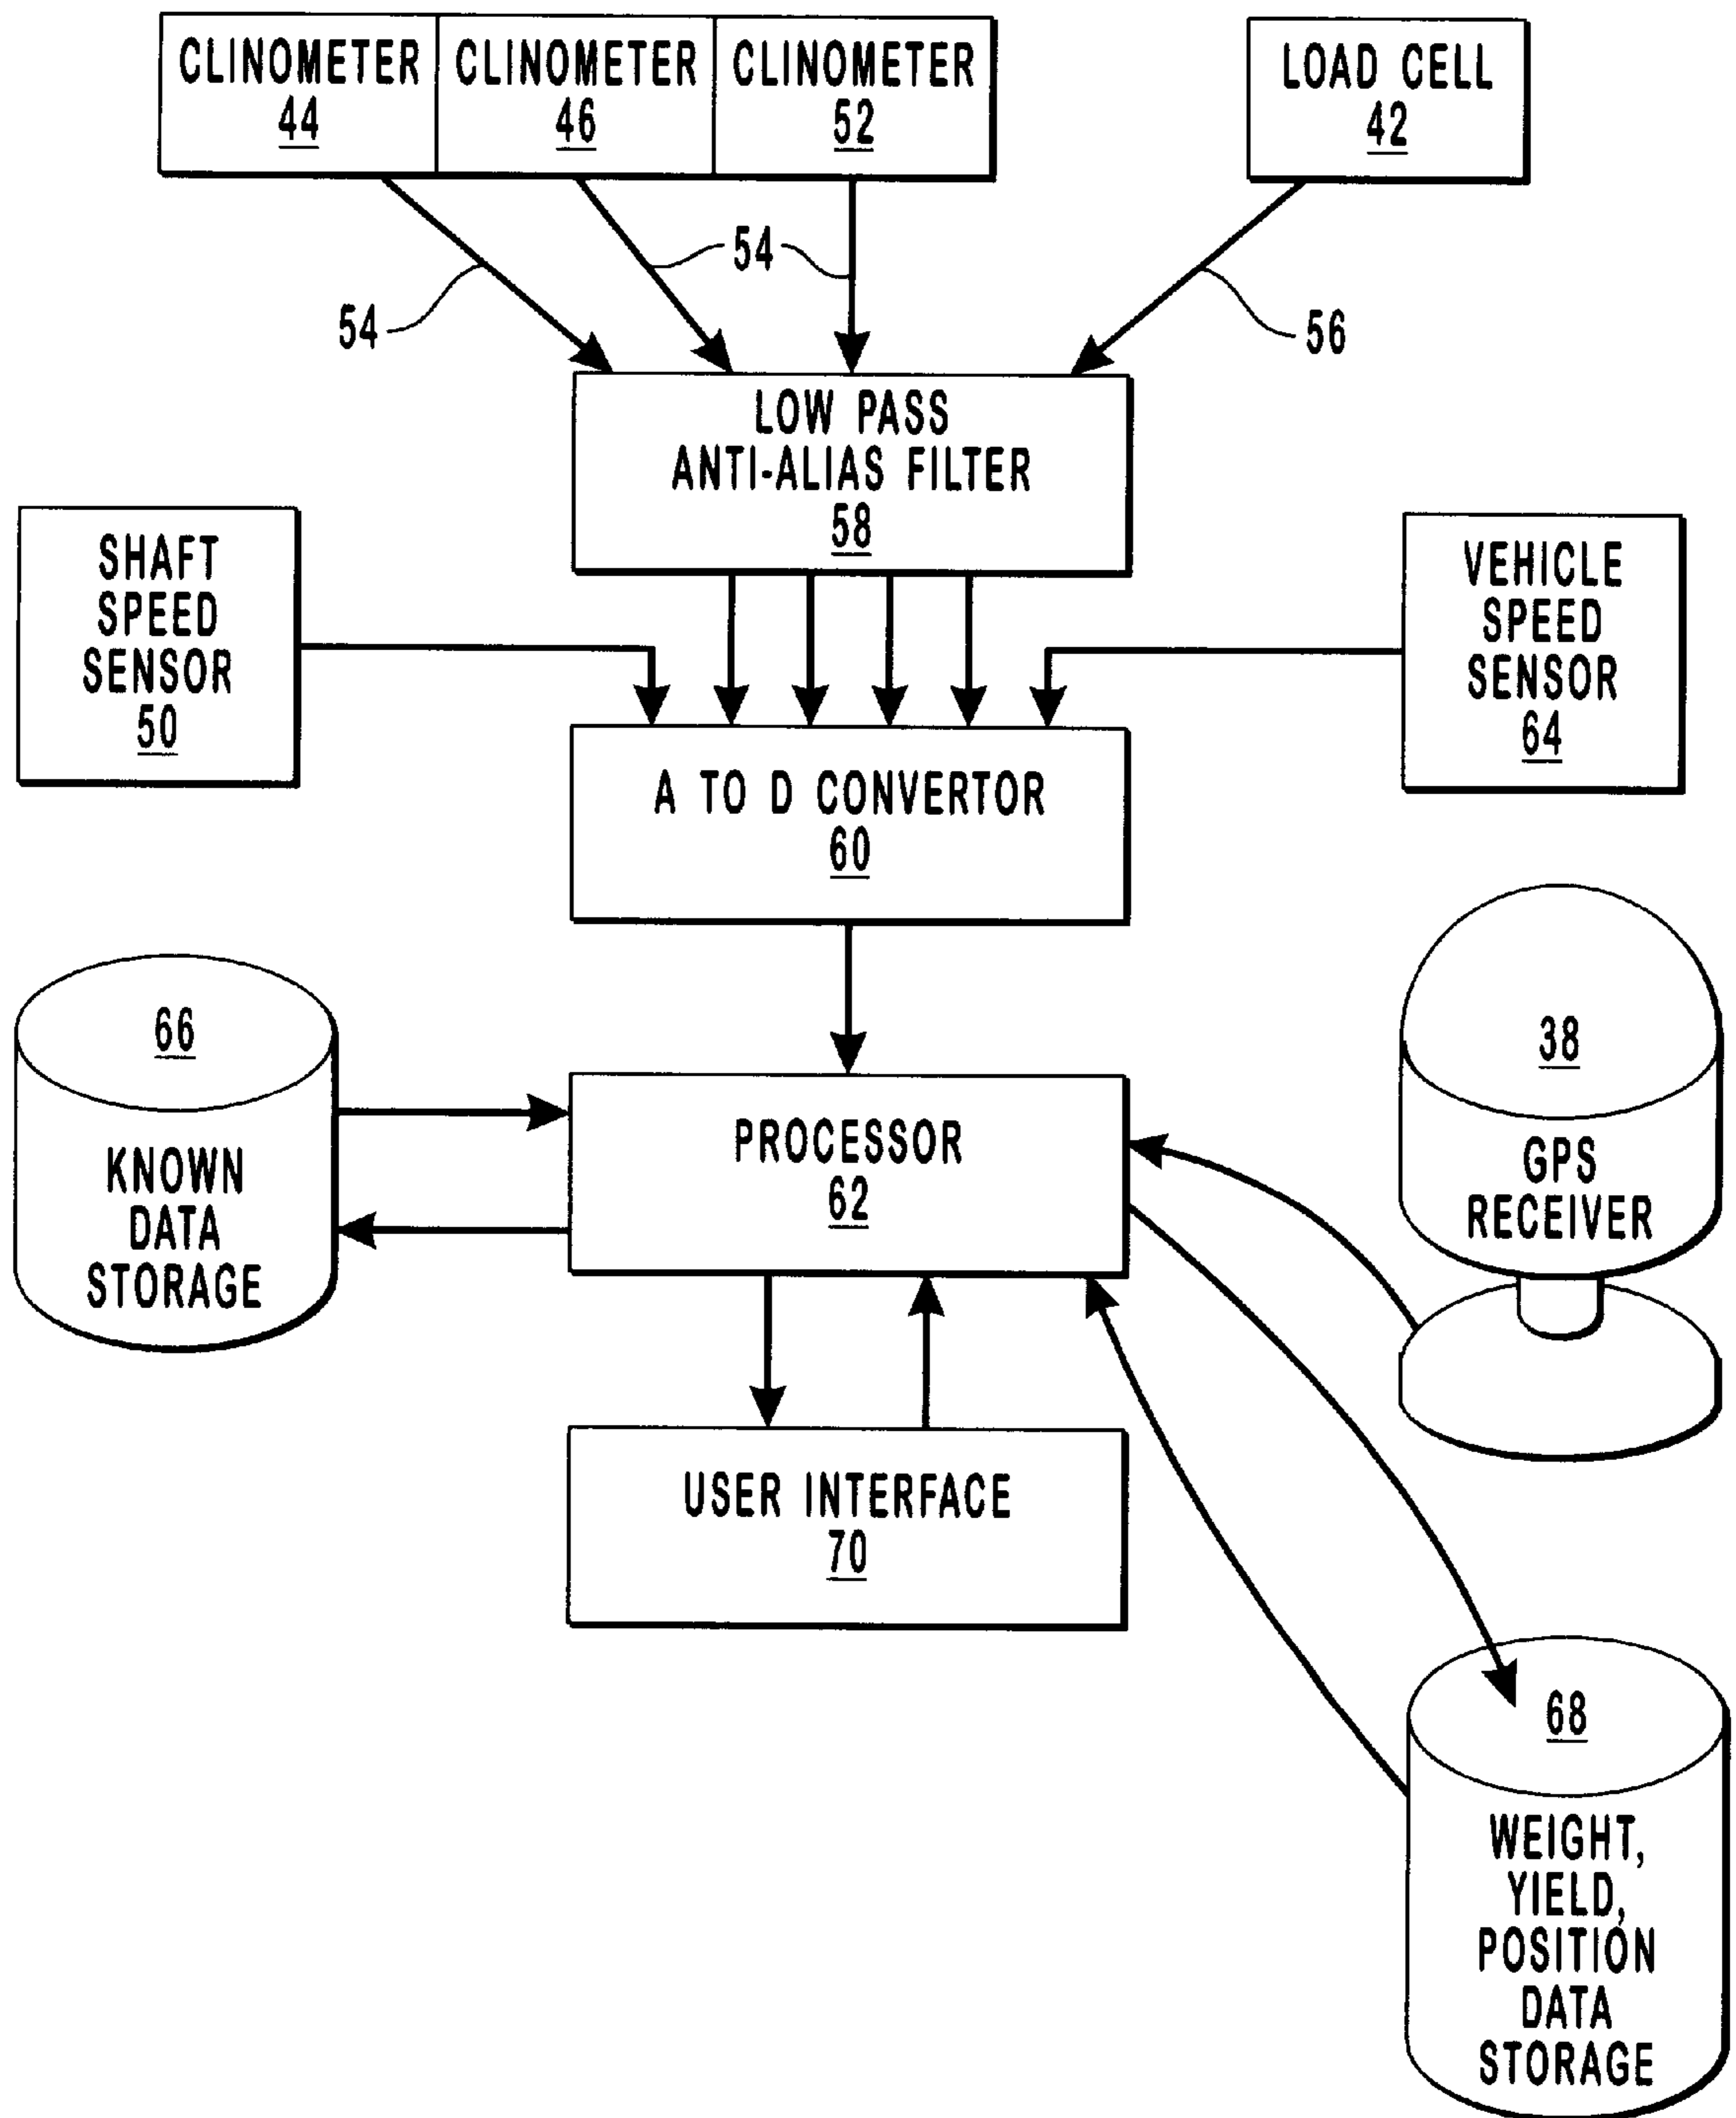 CLINOMETER
44
CLINOMETER
46
CLINOMETER
52
LOAD CELL
42
54
54
56
LOW PASS
ANTI-ALIAS FILTER
58
SHAFT
SPEED
SENSOR
50
VEHICLE
SPEED
SENSOR
64
A TO D CONVERTOR
60
66
KNOWN
DATA
STORAGE
PROCESSOR
62
38
GPS
RECEIVER
USER INTERFACE
70
68
WEIGHT,
YIELD,
POSITION
DATA
STORAGE